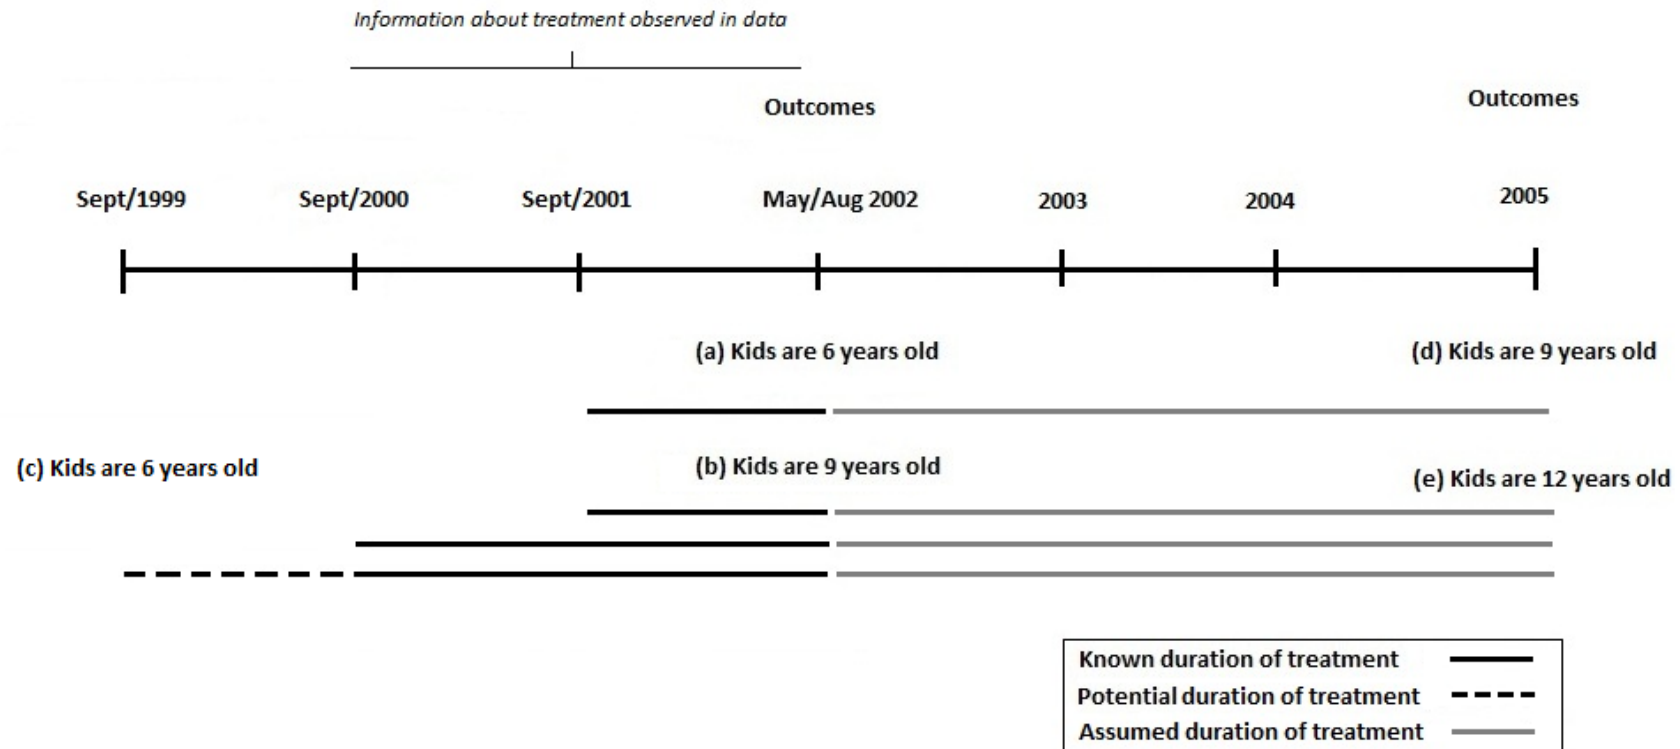 Information about treatment observed in data
Outcomes
Outcomes
Sept/1999
Sept/2000
Sept/2001
May/Aug 2002
2003
2004
2005
(a) Kids are 6 years old
(d) Kids are 9 years old
(c) Kids are 6 years old
(b) Kids are 9 years old
(e) Kids are 12 years old
Known duration of treatment
Potential duration of treatment
Assumed duration of treatment